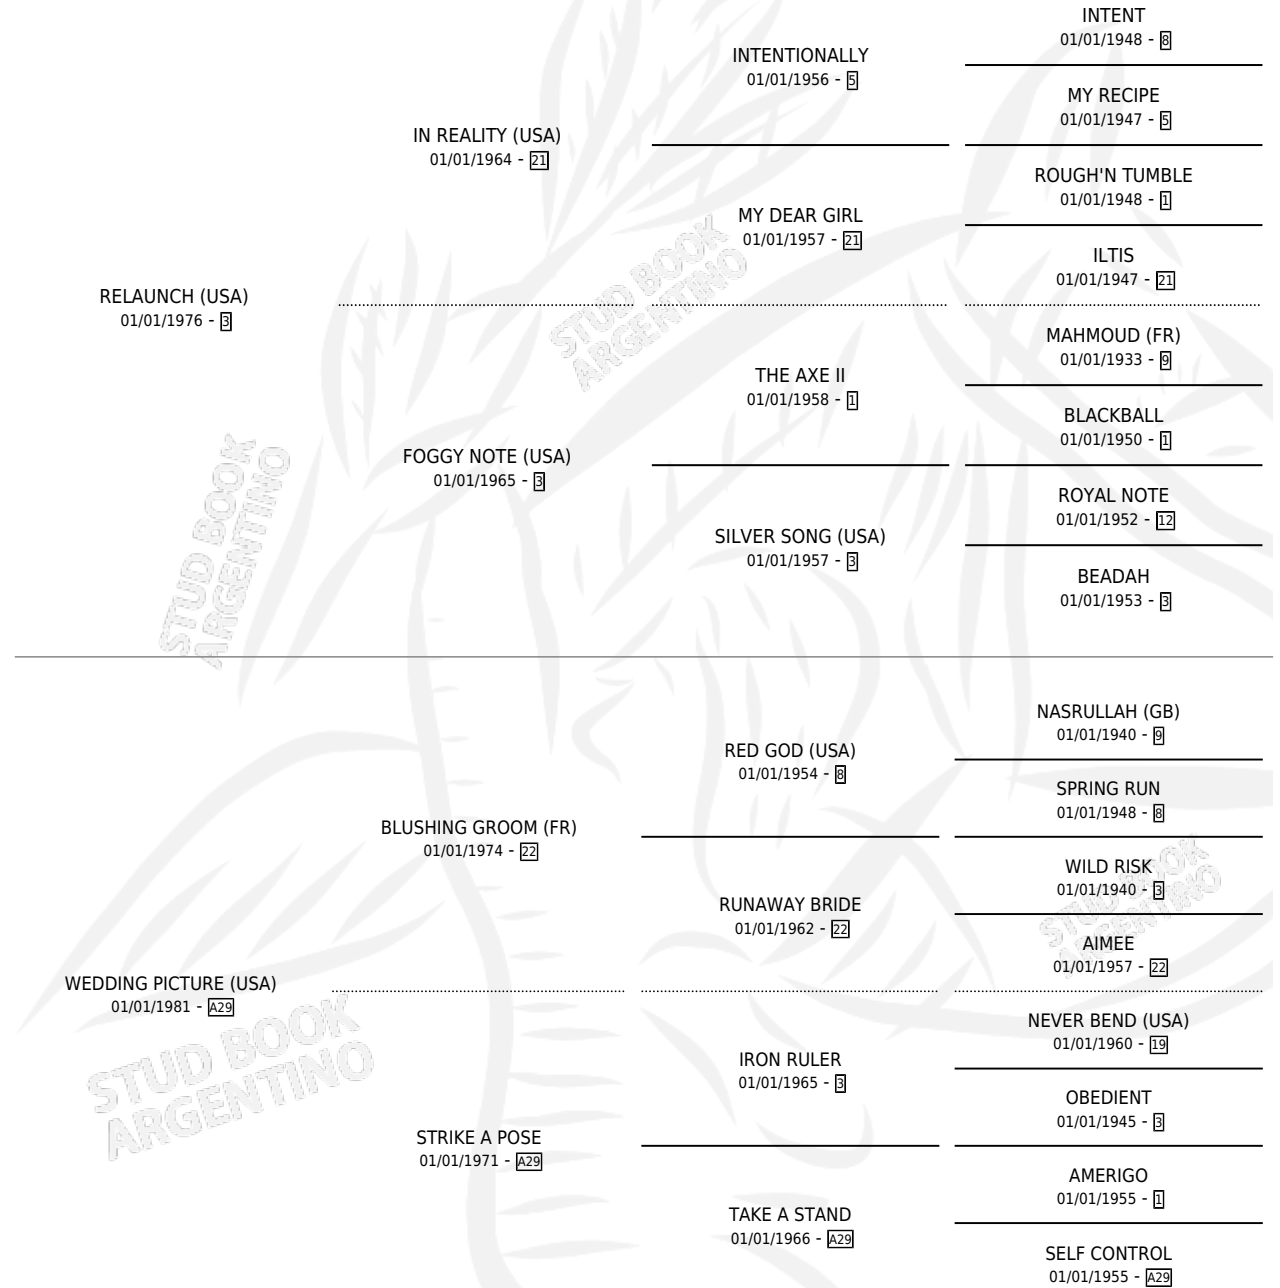 INTENT
01/01/1948 - 8
INTENTIONALLY
01/01/1956 - 5
MY RECIPE
01/01/1947 - 5
IN REALITY (USA)
01/01/1964 - 21
ROUGH'N TUMBLE
01/01/1948 - 1
MY DEAR GIRL
01/01/1957 - 21
ILTIS
01/01/1947 - 21
RELAUNCH (USA)
01/01/1976 - 3
MAHMOUD (FR)
01/01/1933 - 9
THE AXE II
01/01/1958 - 1
BLACKBALL
01/01/1950 - 1
FOGGY NOTE (USA)
01/01/1965 - 3
ROYAL NOTE
01/01/1952 - 12
SILVER SONG (USA)
01/01/1957 - 3
BEADAH
01/01/1953 - 3
NASRULLAH (GB)
01/01/1940 - 9
RED GOD (USA)
01/01/1954 - 8
SPRING RUN
01/01/1948 - 8
BLUSHING GROOM (FR)
01/01/1974 - 22
WILD RISK
01/01/1940 - 3
RUNAWAY BRIDE
01/01/1962 - 22
AIMEE
01/01/1957 - 22
WEDDING PICTURE (USA)
01/01/1981 - A29
NEVER BEND (USA)
01/01/1960 - 19
IRON RULER
01/01/1965 - 3
OBEDIENT
01/01/1945 - 3
STRIKE A POSE
01/01/1971 - A29
AMERIGO
01/01/1955 - 1
TAKE A STAND
01/01/1966 - A29
SELF CONTROL
01/01/1955 - A29
STUD BOOK
ARGENTINO
STUD BOOK
ARGENTINO
STUD BOOK
ARGENTINO
STUD BOOK
ARGENTINO